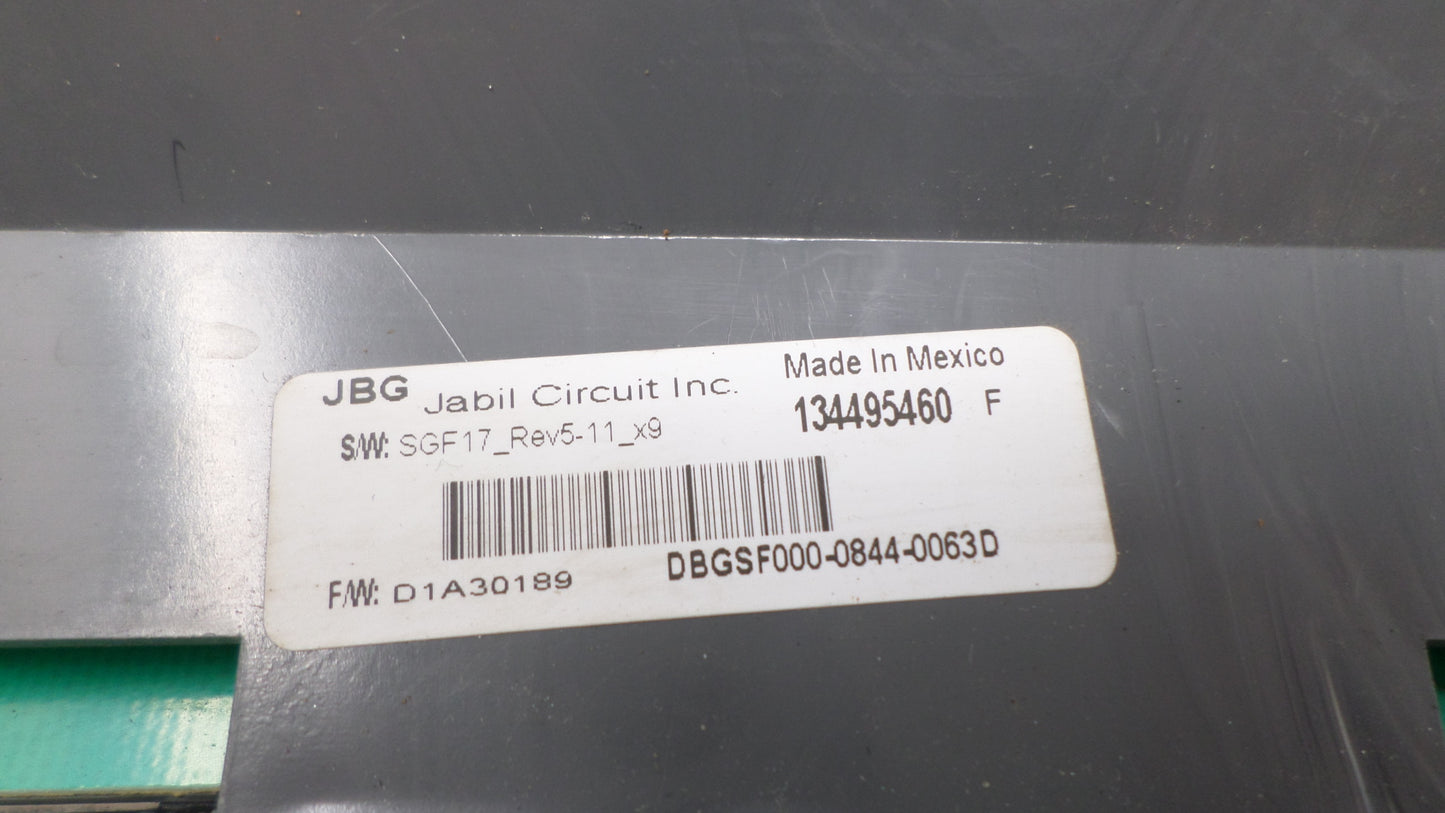 JBG Jabil Circuit Inc. Made In Mexico
S/W: SGF17_Rev5-11_x9 134495460 F
DBGSF000-0844-0063D
F/W: D1A30189